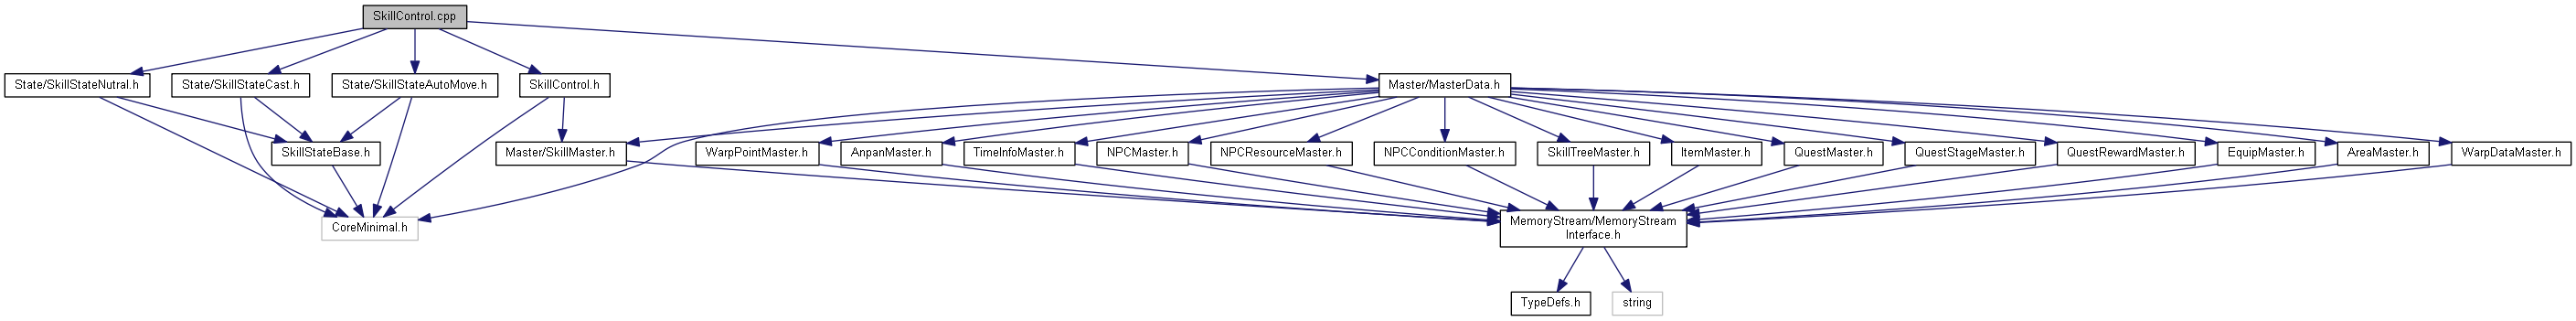 SkillControl.cpp
State/SkillStateNutral.h
State/SkillStateCast.h
State/SkillStateAutoMove.h
SkillControl.h
Master/MasterData.h
SkillStateBase.h
Master/SkillMaster.h
WarpPointMaster.h
AnpanMaster.h
TimeInfoMaster.h
NPCMaster.h
NPCResourceMaster.h
NPCConditionMaster.h
SkillTreeMaster.h
ItemMaster.h
QuestMaster.h
QuestStageMaster.h
QuestRewardMaster.h
EquipMaster.h
AreaMaster.h
WarpDataMaster.h
CoreMinimal.h
MemoryStream/MemoryStream
Interface.h
TypeDefs.h
string